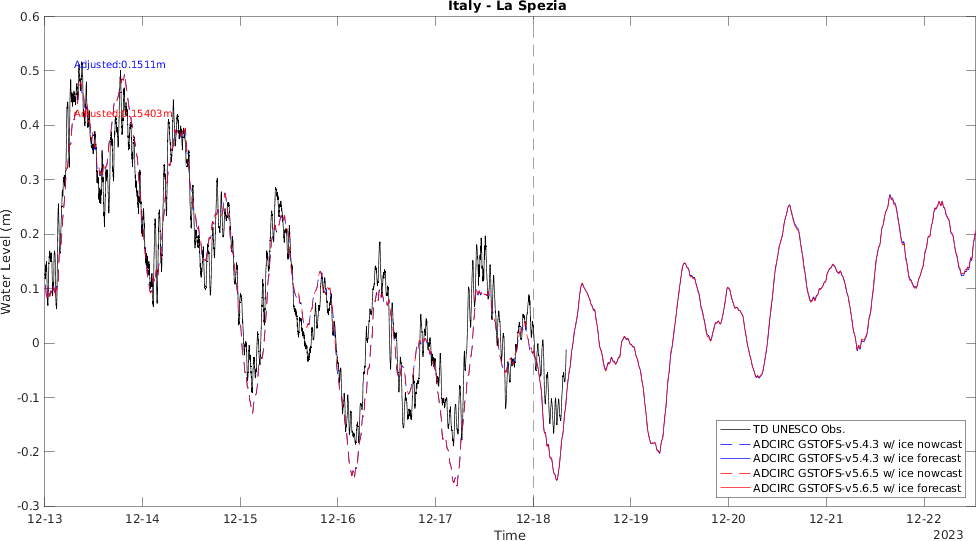 Italy - La Spezia
0.6
0.5
0.4
0.3
0.2
0.1
0
-0.1
-0.2
-0.3
Water Level (m)
Adjusted:0.1511m
Adjusted:0.15403m
TD UNESCO Obs.
ADCIRC GSTOFS-v5.4.3 w/ ice nowcast
ADCIRC GSTOFS-v5.4.3 w/ ice forecast
ADCIRC GSTOFS-v5.6.5 w/ ice nowcast
ADCIRC GSTOFS-v5.6.5 w/ ice forecast
12-13 12-14 12-15 12-16 12-17 12-18 12-19 12-20 12-21 12-22
Time
2023